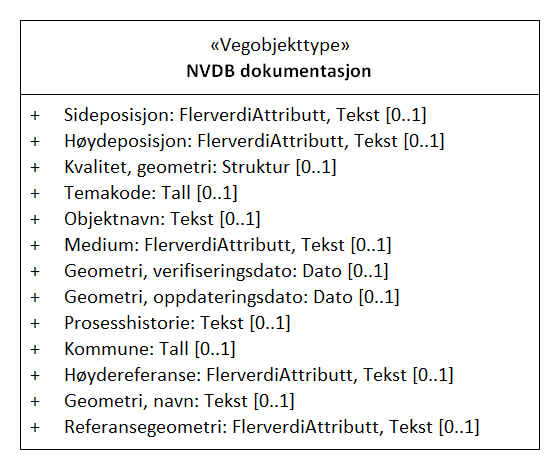 «Vegobjekttype»
NVDB dokumentasjon
+ Sideposisjon: FlerverdiAttributt, Tekst [0..1]
+ Høydeposisjon: FlerverdiAttributt, Tekst [0..1]
+ Kvalitet, geometri: Struktur [0..1]
+ Temakode: Tall [0..1]
+ Objektnavn: Tekst [0..1]
+ Medium: FlerverdiAttributt, Tekst [0..1]
+ Geometri, verifiseringsdato: Dato [0..1]
+ Geometri, oppdateringsdato: Dato [0..1]
+ Prosesshistorie: Tekst [0..1]
+ Kommune: Tall [0..1]
+ Høydereferanse: FlerverdiAttributt, Tekst [0..1]
+ Geometri, navn: Tekst [0..1]
+ Referansegeometri: FlerverdiAttributt, Tekst [0..1]